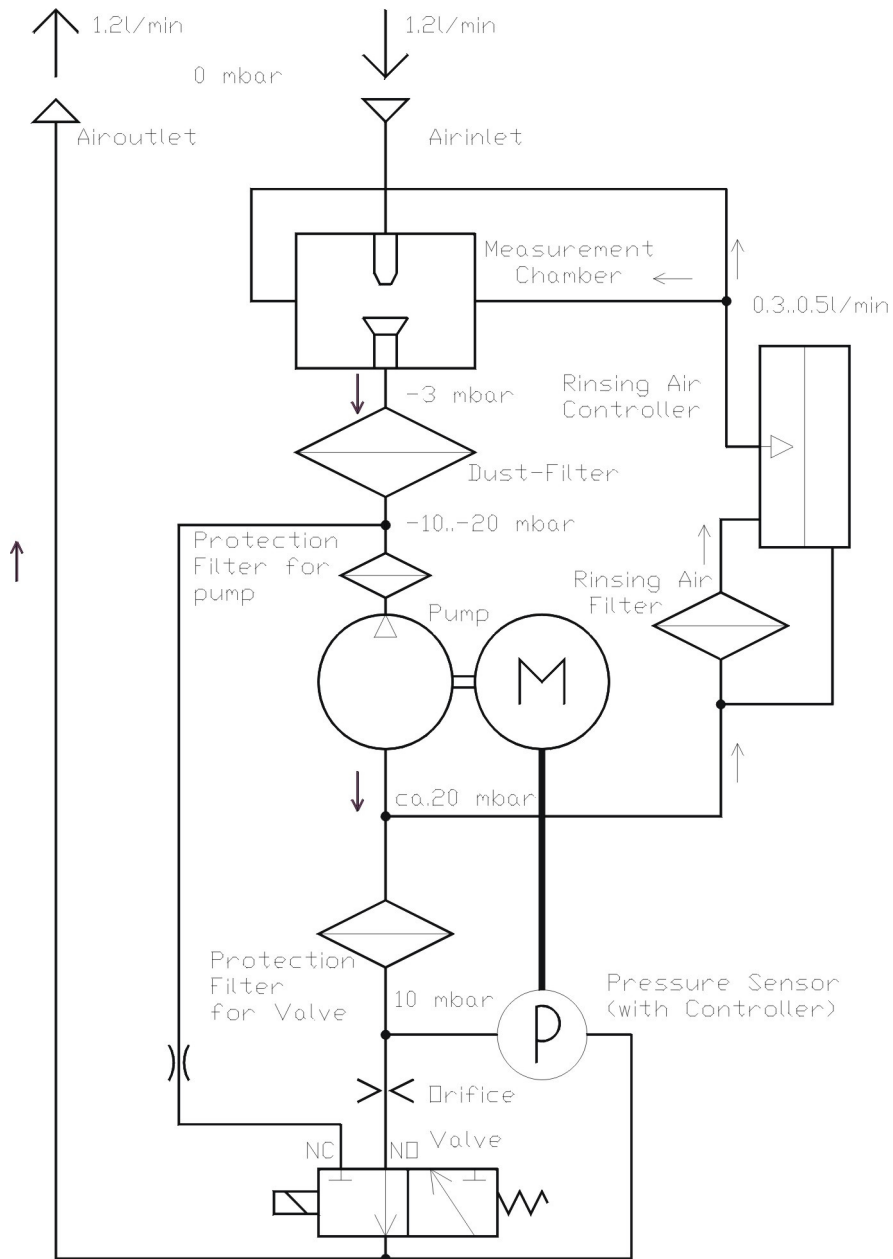 1.2l/min
1.2l/min
0 mbar
Airoutlet
Airinlet
Measurement
Chamber
0.3..0.5l/min
Rinsing Air
Controller
-3 mbar
Dust-Filter
-10..-20 mbar
Protection
Filter for
pump
Rinsing Air
Filter
Pump
M
ca.20 mbar
Protection
Filter
for Valve
10 mbar
Pressure Sensor
(with Controller)
P
Orifice
Valve
NC
NO